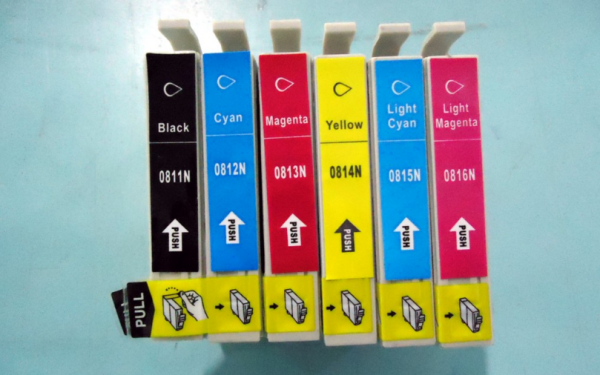 Black
0811N
PUSH
Cyan
0812N
PUSH
Magenta
0813N
PUSH
Yellow
0814N
PUSH
Light
Cyan
0815N
PUSH
Light
Magenta
0816N
PUSH
PULL